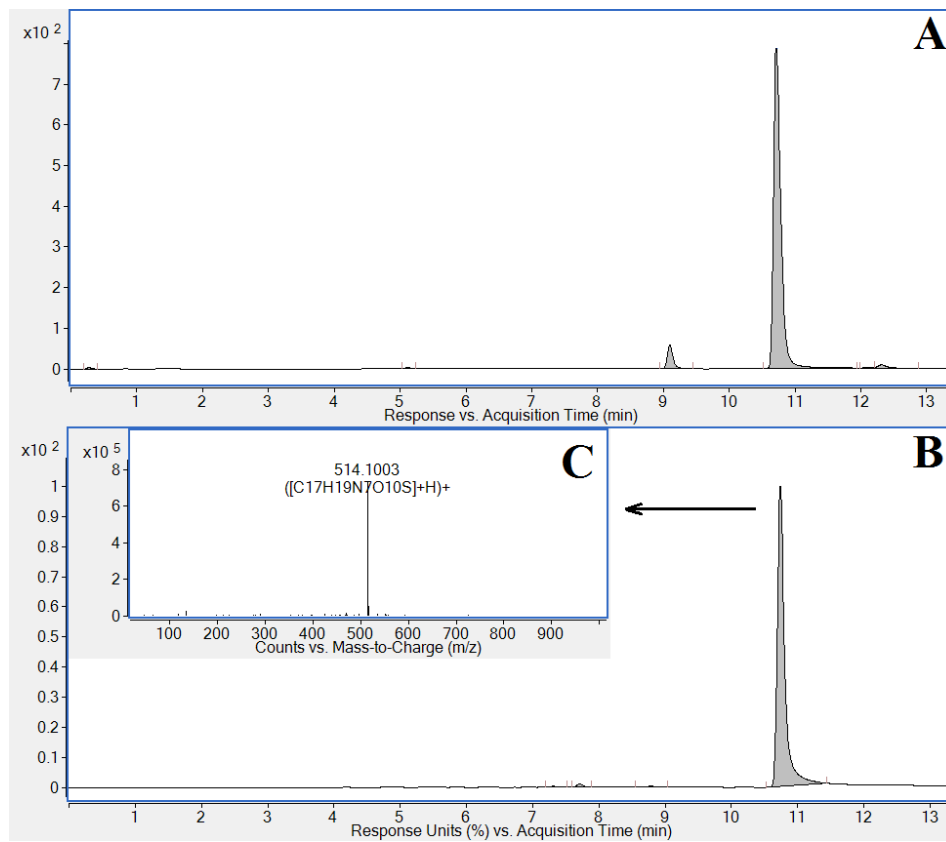 x10 2
A
7
6
5
4
3
2
1
0
1 2 3 4 5 6 7 8 9 10 11 12 13
Response vs. Acquisition Time (min)
x10 2
B
1
0.9
0.8
0.7
0.6
0.5
0.4
0.3
0.2
0.1
0
x10 5
C
514.1003
([C17H19N7O10S]+H)+
8
6
4
2
0
100 200 300 400 500 600 700 800 900
Counts vs. Mass-to-Charge (m/z)
1 2 3 4 5 6 7 8 9 10 11 12 13
Response Units (%) vs. Acquisition Time (min)